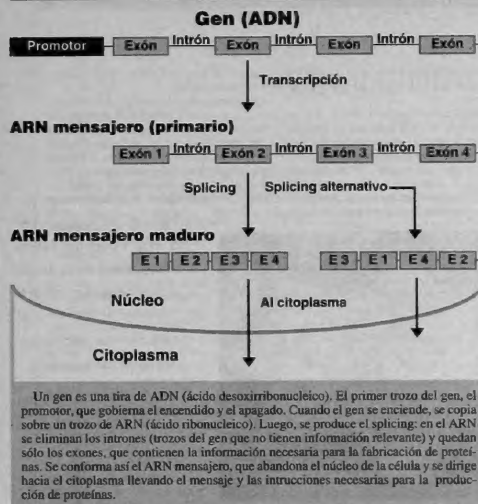 Gen (ADN)
Promotor Exón Intrón Exón Intrón Exón Intrón Exón
Transcripción
ARN mensajero (primario)
Exón 1 Intrón Exón 2 Intrón Exón 3 Intrón Exón 4
Splicing Splicing alternativo
ARN mensajero maduro
E 1 E 2 E 3 E 4 E 3 E 1 E 4 E 2
Núcleo Al citoplasma
Citoplasma
Un gen es una tira de ADN (ácido desoxirribonucleico). El primer trozo del gen, el
promotor, que gobierna el encendido y el apagado. Cuando el gen se enciende, se copia
sobre un trozo de ARN (ácido ribonucleico). Luego, se produce el splicing: en el ARN
se eliminan los intrones (trozos del gen que no tienen información relevante) y quedan
sólo los exones, que contienen la información necesaria para la fabricación de proteí-
nas. Se conforma así el ARN mensajero, que abandona el núcleo de la célula y se dirige
hacia el citoplasma llevando el mensaje y las intrucciones necesarias para la produc-
ción de proteínas.